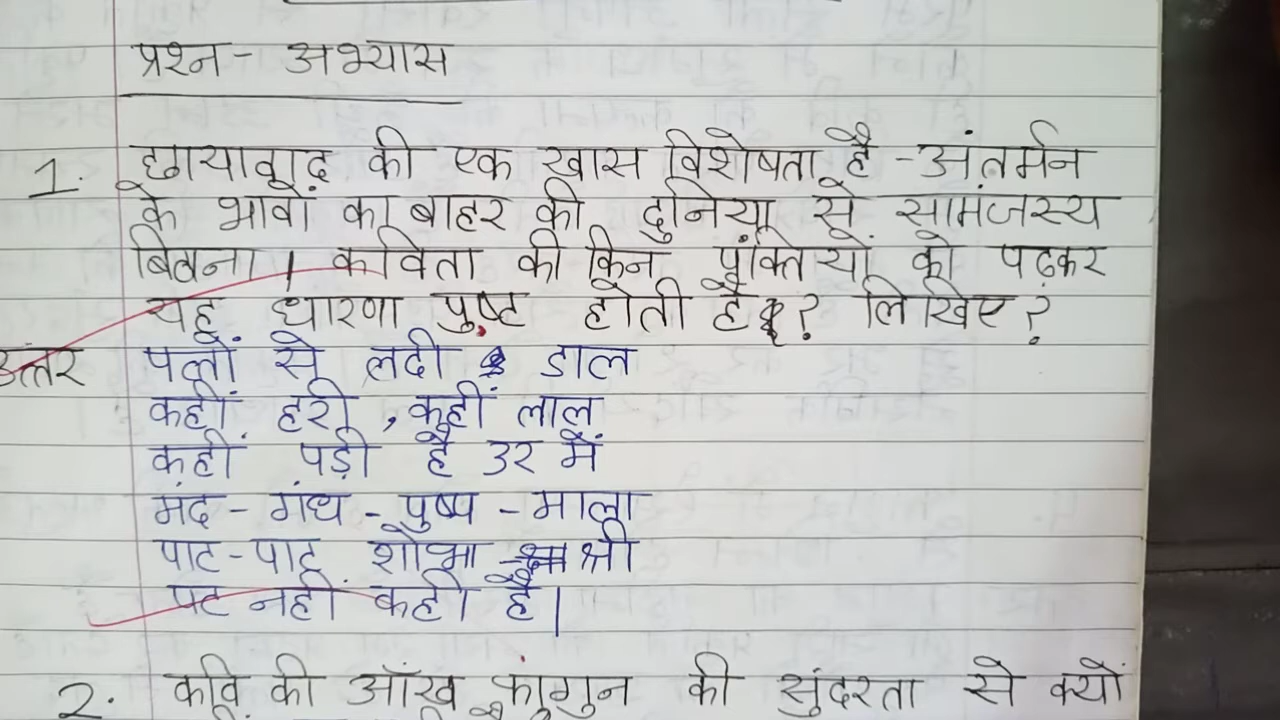 प्रश्न - अभ्यास
1. छायावाद की एक खास विशेषता है - अंतर्मन
के भावों का बाहर की दुनिया से सामंजस्य
बिठाना। कविता की किन पंक्तियों को पढ़कर
यह धारणा पुष्ट होती है? लिखिए?
उत्तर पत्तों से लदी डाल
कहीं हरी, कहीं लाल
कहीं पड़ी है उर में
मंद - गंध - पुष्प - माला
पाट - पाट शोभा श्री
पट नहीं कही है।
2. कवि की आँख फागुन की सुंदरता से क्यों